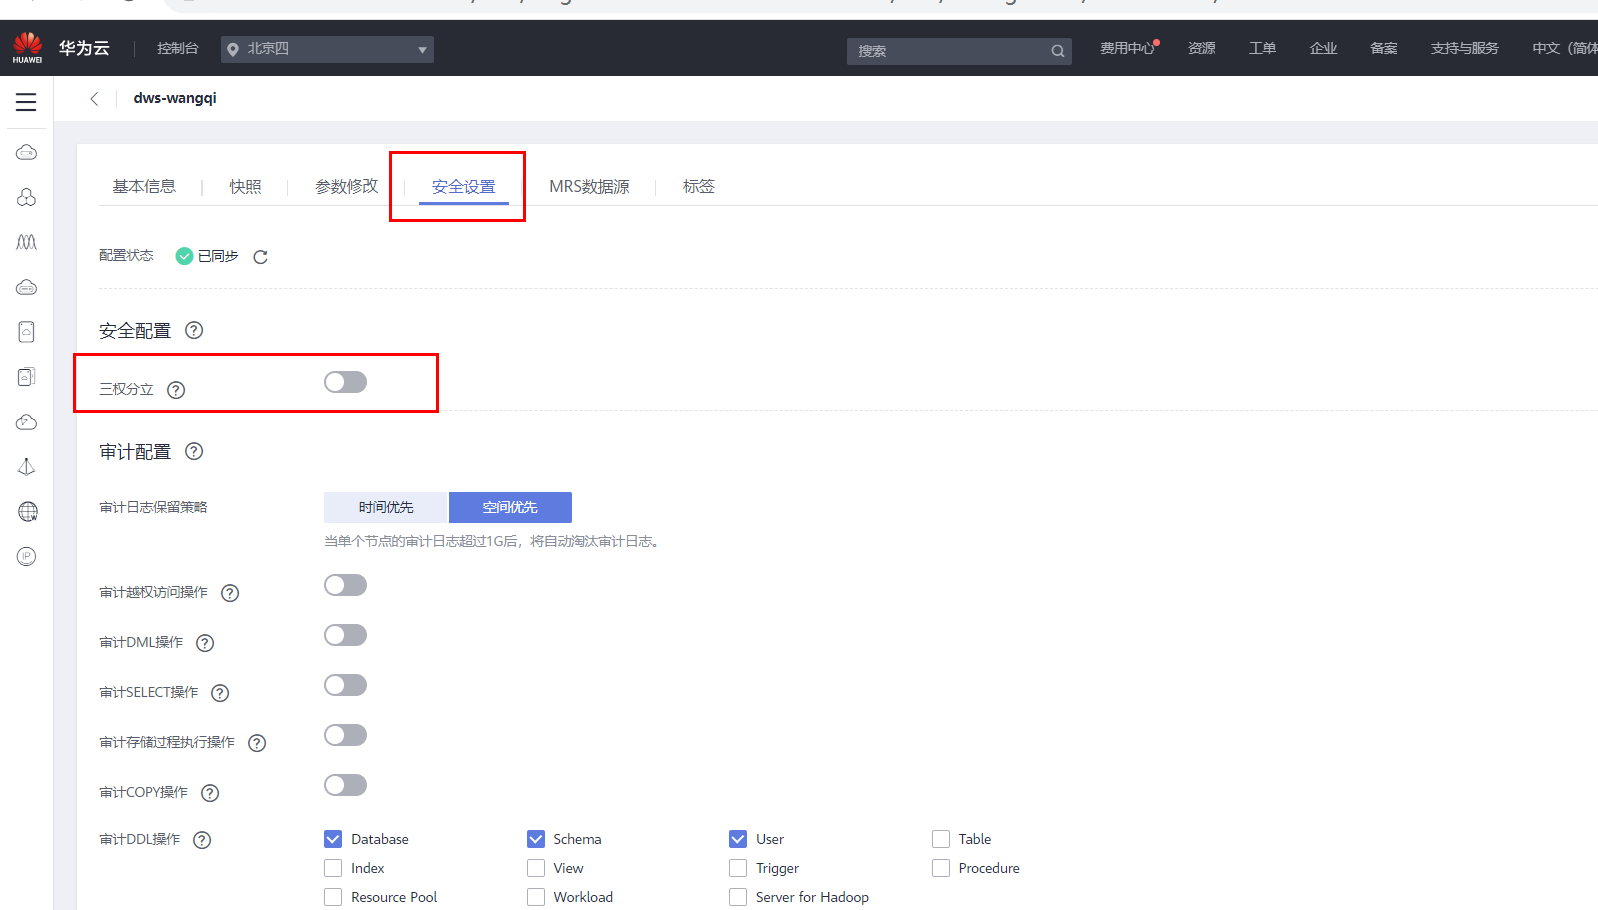 HUAWEI
华为云
控制台
北京四
搜索
费用中心
资源
工单
企业
备案
支持与服务
中文（简体
dws-wangqi
基本信息
快照
参数修改
安全设置
MRS数据源
标签
配置状态
已同步
安全配置 ?
三权分立 ?
审计配置 ?
审计日志保留策略
时间优先
空间优先
当单个节点的审计日志超过1G后，将自动淘汰审计日志。
审计越权访问操作 ?
审计DML操作 ?
审计SELECT操作 ?
审计存储过程执行操作 ?
审计COPY操作 ?
审计DDL操作 ?
Database
Schema
User
Table
Index
View
Trigger
Procedure
Resource Pool
Workload
Server for Hadoop
IP